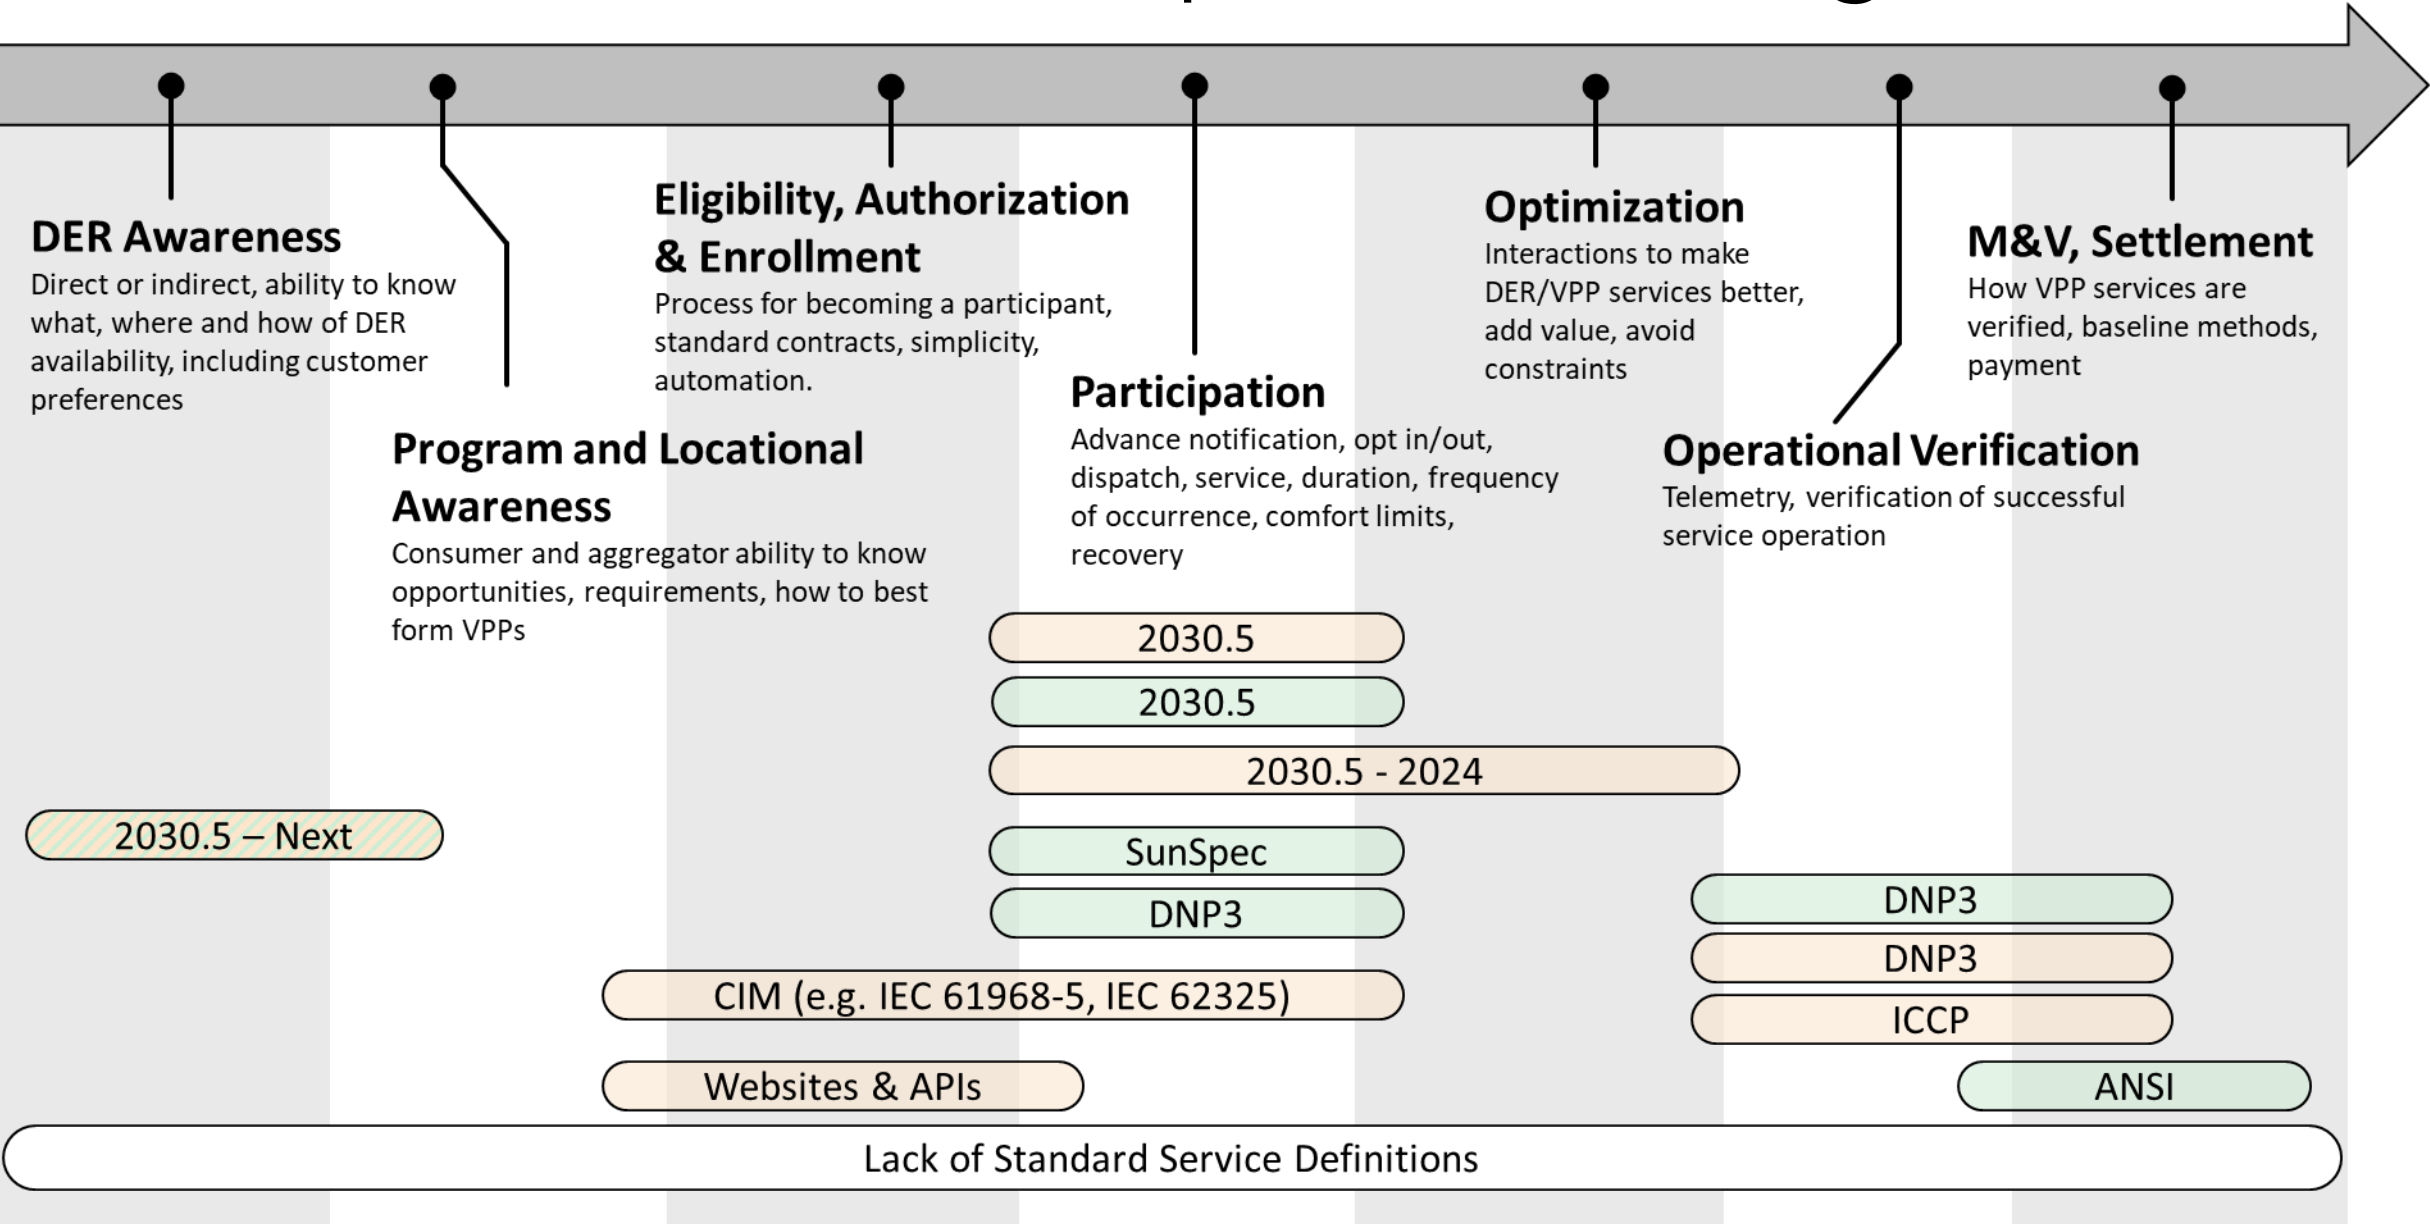 DER Awareness
Direct or indirect, ability to know
what, where and how of DER
availability, including customer
preferences
Program and Locational
Awareness
Consumer and aggregator ability to know
opportunities, requirements, how to best
form VPPs
Eligibility, Authorization
& Enrollment
Process for becoming a participant,
standard contracts, simplicity,
automation.
Participation
Advance notification, opt in/out,
dispatch, service, duration, frequency
of occurrence, comfort limits,
recovery
Optimization
Interactions to make
DER/VPP services better,
add value, avoid
constraints
Operational Verification
Telemetry, verification of successful
service operation
M&V, Settlement
How VPP services are
verified, baseline methods,
payment
2030.5
2030.5
2030.5 - 2024
2030.5 – Next
SunSpec
DNP3
DNP3
DNP3
ICCP
CIM (e.g. IEC 61968-5, IEC 62325)
Websites & APIs
ANSI
Lack of Standard Service Definitions